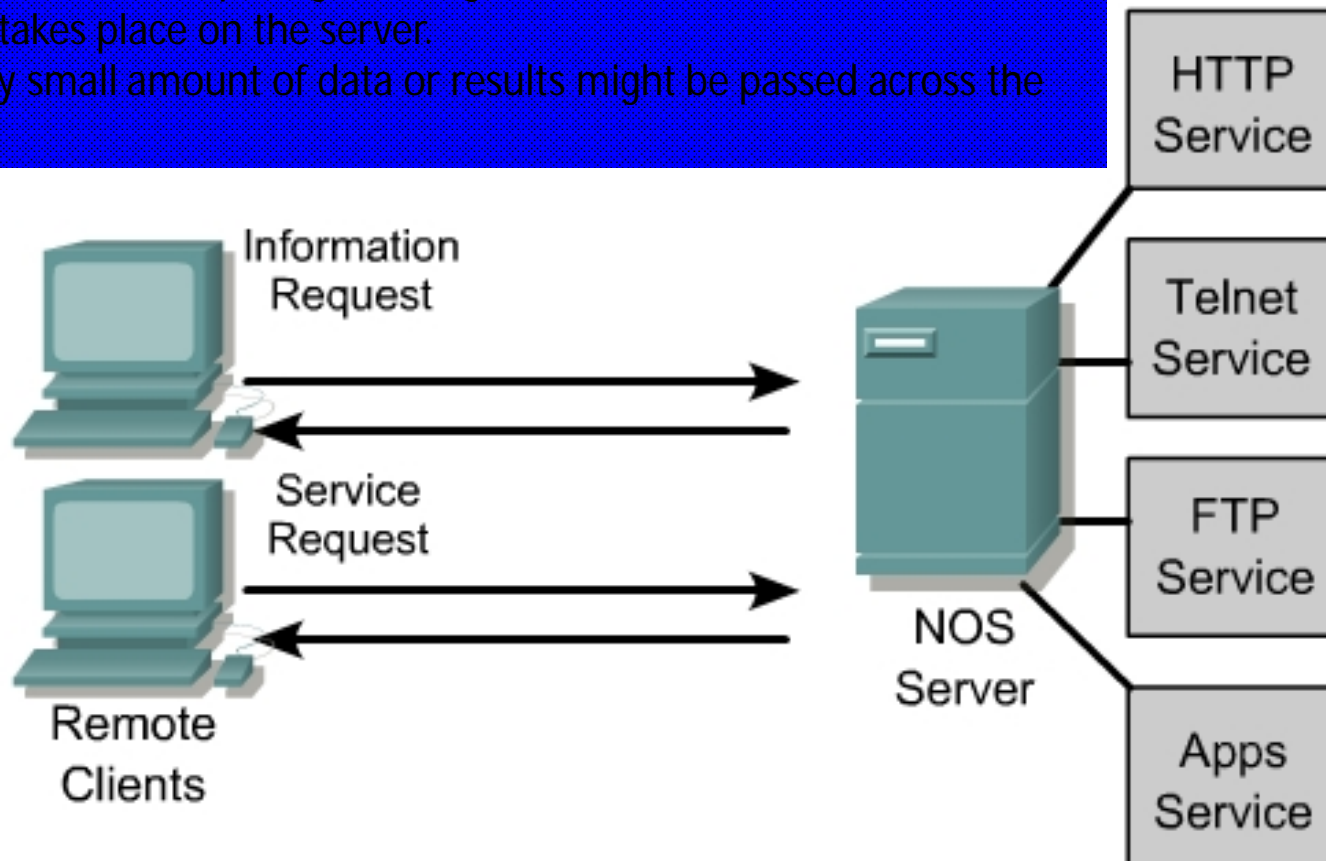 takes place on the server.
small amount of data or results might be passed across the
HTTP
Service
Information
Request
Telnet
Service
Service
Request
FTP
Service
NOS
Server
Remote
Clients
Apps
Service